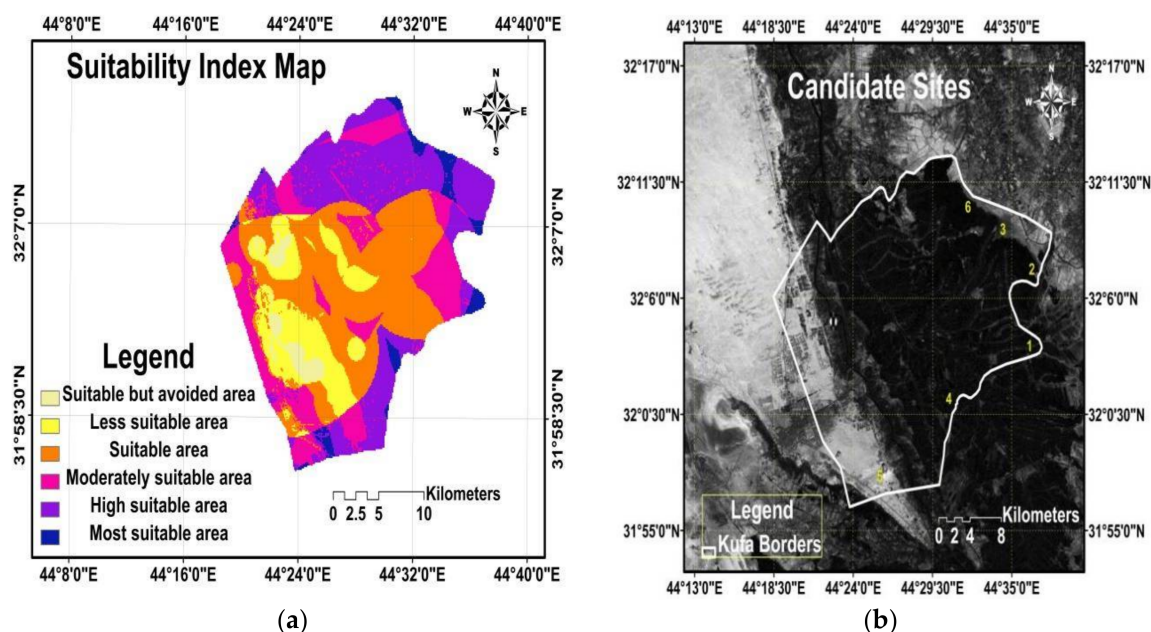 44°8'0"E 44°16'0"E 44°24'0"E 44°32'0"E 44°40'0"E
Suitability Index Map
N
W E
S
32°7'0"N 32°7'0"N
31°58'30"N 31°58'30"N
Legend
Suitable but avoided area
Less suitable area
Suitable area
Moderately suitable area
High suitable area
Most suitable area
Kilometers
0 2.5 5 10
44°8'0"E 44°16'0"E 44°24'0"E 44°32'0"E 44°40'0"E
(a)
44°13'0"E 44°18'30"E 44°24'0"E 44°29'30"E 44°35'0"E
Candidate Sites
N
W E
S
32°17'0"N 32°17'0"N
32°11'30"N 32°11'30"N
6
3
2
32°6'0"N 32°6'0"N
1
4
32°0'30"N 32°0'30"N
5
Legend
Kufa Borders
Kilometers
0 2 4 8
31°55'0"N 31°55'0"N
44°13'0"E 44°18'30"E 44°24'0"E 44°29'30"E 44°35'0"E
(b)